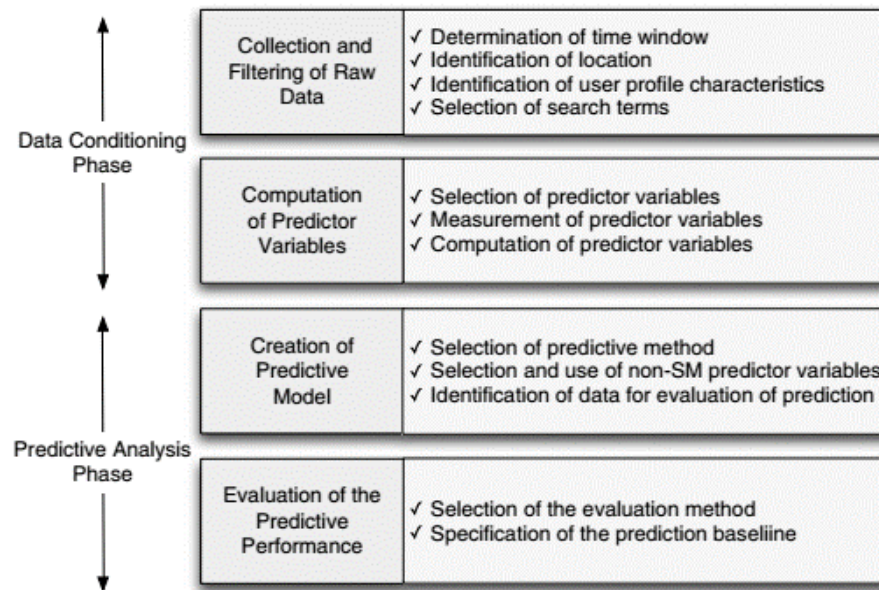 Data Conditioning
Phase
Collection and
Filtering of Raw
Data
✓ Determination of time window
✓ Identification of location
✓ Identification of user profile characteristics
✓ Selection of search terms
Computation
of Predictor
Variables
✓ Selection of predictor variables
✓ Measurement of predictor variables
✓ Computation of predictor variables
Predictive Analysis
Phase
Creation of
Predictive
Model
✓ Selection of predictive method
✓ Selection and use of non-SM predictor variables
✓ Identification of data for evaluation of prediction
Evaluation of the
Predictive
Performance
✓ Selection of the evaluation method
✓ Specification of the prediction baseliine